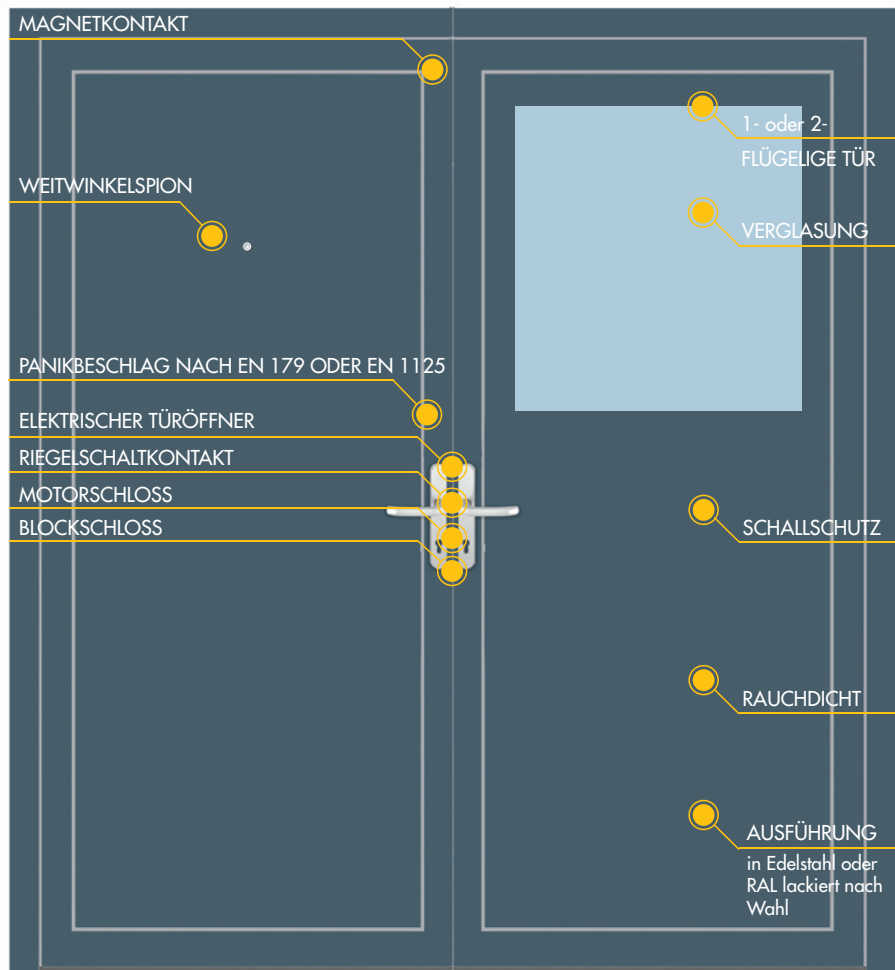 MAGNETKONTAKT
WEITWINKELSPION
PANIKBESCHLAG NACH EN 179 ODER EN 1125
ELEKTRISCHER TÜRÖFFNER
RIEGELSCHALTKONTAKT
MOTORSCHLOSS
BLOCKSCHLOSS
1- oder 2-
FLÜGELIGE TÜR
VERGLASUNG
SCHALLSCHUTZ
RAUCHDICHT
AUSFÜHRUNG
in Edelstahl oder
RAL lackiert nach
Wahl